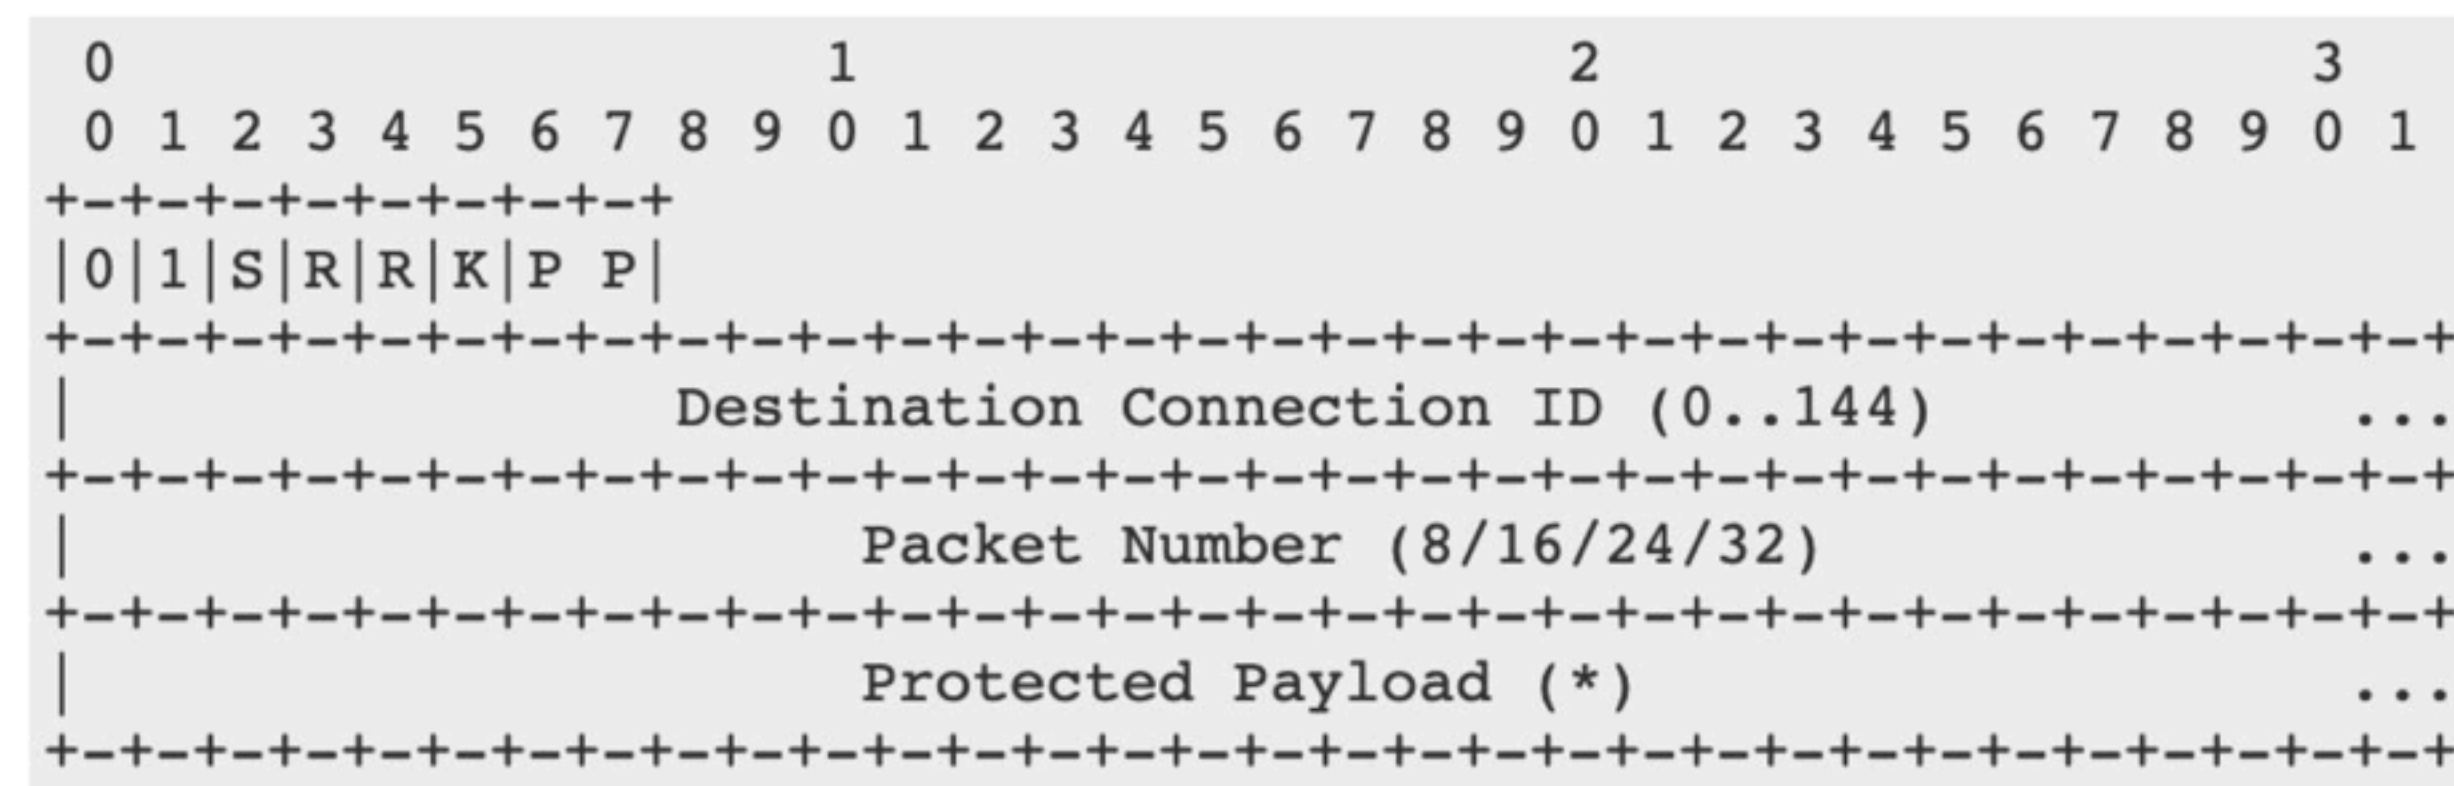 0                   1                   2                   3
0 1 2 3 4 5 6 7 8 9 0 1 2 3 4 5 6 7 8 9 0 1 2 3 4 5 6 7 8 9 0 1
+-+-+-+-+-+-+-+-+
|0|1|S|R|R|K|P P|
+-+-+-+-+-+-+-+-+-+-+-+-+-+-+-+-+-+-+-+-+-+-+-+-+-+-+-+-+-+-+-+-+
|                Destination Connection ID (0..144)           ...
+-+-+-+-+-+-+-+-+-+-+-+-+-+-+-+-+-+-+-+-+-+-+-+-+-+-+-+-+-+-+-+-+
|                     Packet Number (8/16/24/32)              ...
+-+-+-+-+-+-+-+-+-+-+-+-+-+-+-+-+-+-+-+-+-+-+-+-+-+-+-+-+-+-+-+-+
|                     Protected Payload (*)                   ...
+-+-+-+-+-+-+-+-+-+-+-+-+-+-+-+-+-+-+-+-+-+-+-+-+-+-+-+-+-+-+-+-+